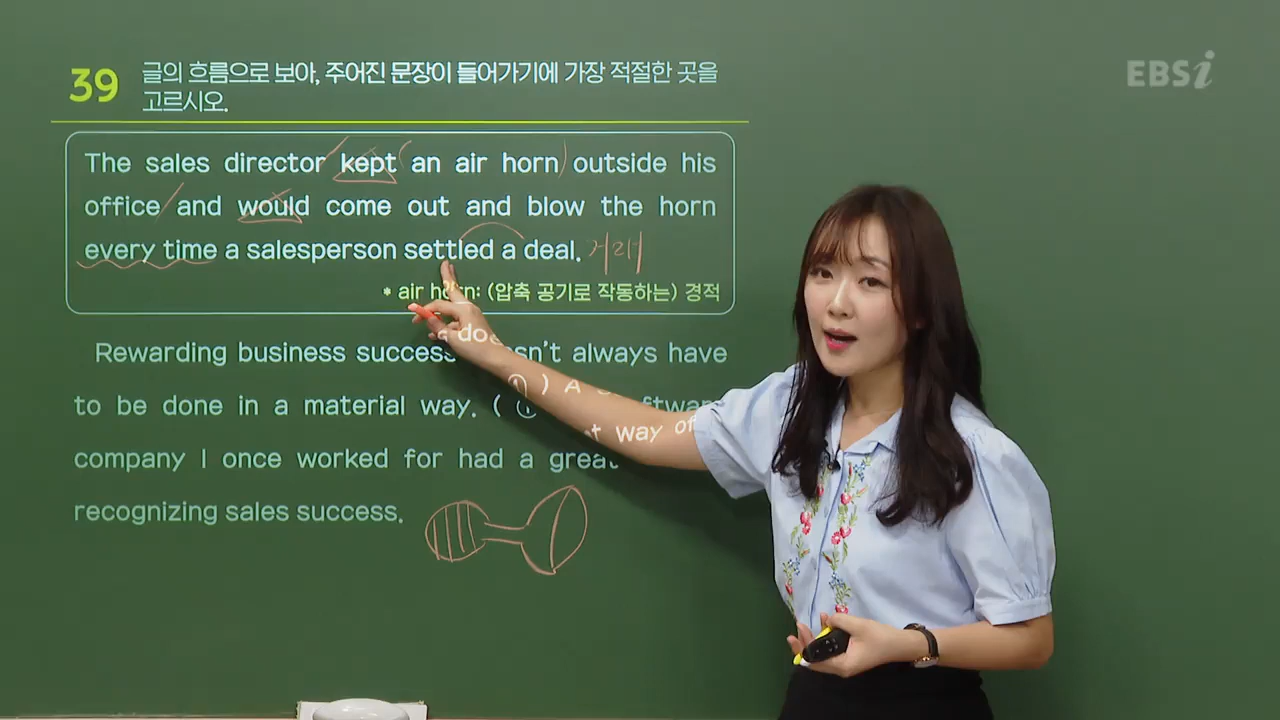 39 글의 흐름으로 보아, 주어진 문장이 들어가기에 가장 적절한 곳을
고르시오.
EBSi
The sales director kept an air horn outside his
office and would come out and blow the horn
every time a salesperson settled a deal. 거래
* air horn: (압축 공기로 작동하는) 경적
Rewarding business success doesn't always have
to be done in a material way. ( ① ) A
company I once worked for had a great way of
recognizing sales success.